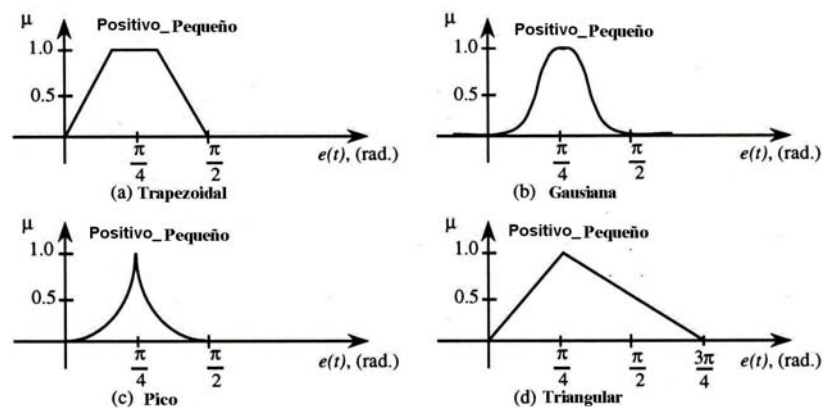 μ
Positivo_Pequeño
1.0
0.5
π/4
π/2
e(t), (rad.)
(a) Trapezoidal
μ
Positivo_Pequeño
1.0
0.5
π/4
π/2
e(t), (rad.)
(b) Gausiana
μ
Positivo_Pequeño
1.0
0.5
π/4
π/2
e(t), (rad.)
(c) Pico
μ
Positivo_Pequeño
1.0
0.5
π/4
π/2
3π/4
e(t), (rad.)
(d) Triangular